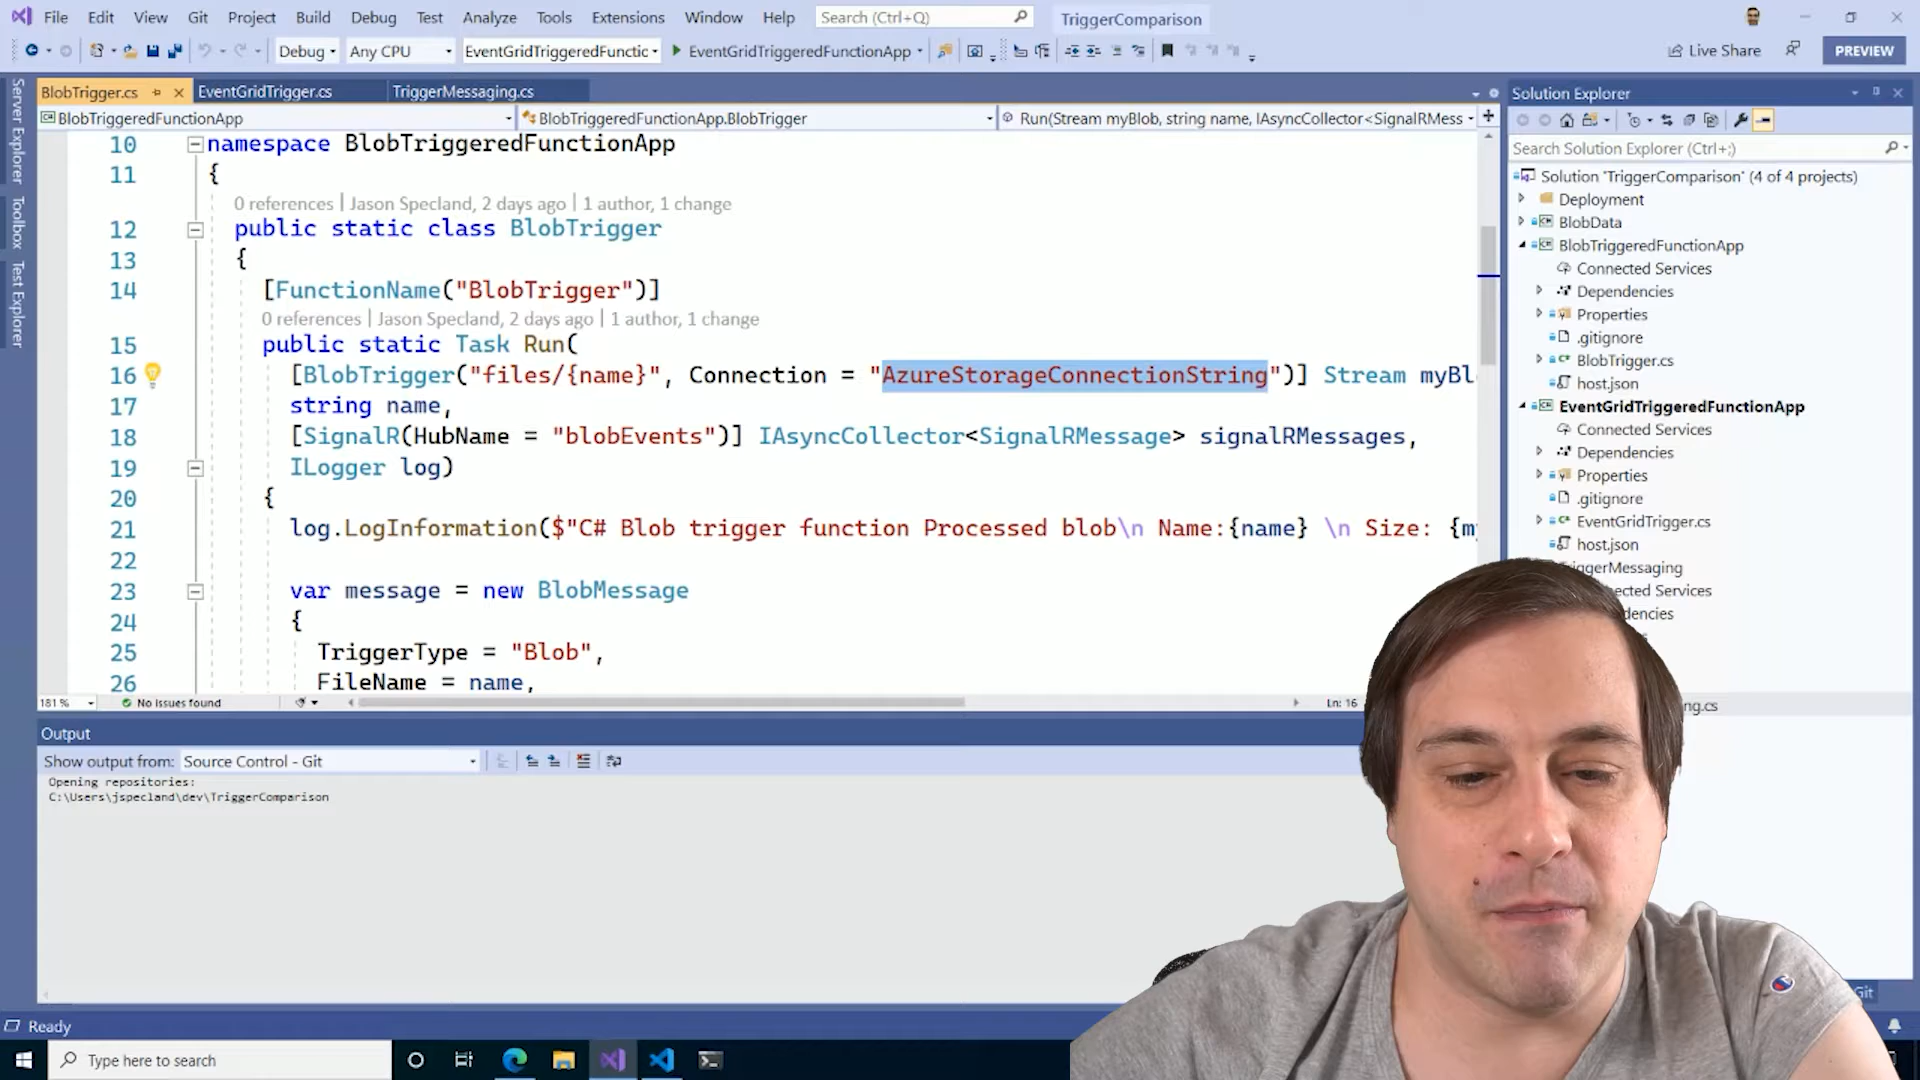 File Edit View Git Project Build Debug Test Analyze Tools Extensions Window Help Search (Ctrl+Q) TriggerComparison
Debug Any CPU EventGridTriggeredFunctic EventGridTriggeredFunctionApp Live Share PREVIEW
Server Explorer
Toolbox
Test Explorer
BlobTrigger.cs EventGridTrigger.cs TriggerMessaging.cs
BlobTriggeredFunctionApp BlobTriggeredFunctionApp.BlobTrigger Run(Stream myBlob, string name, IAsyncCollector<SignalRMess
10 namespace BlobTriggeredFunctionApp
11 {
0 references | Jason Specland, 2 days ago | 1 author, 1 change
12 public static class BlobTrigger
13 {
14 [FunctionName("BlobTrigger")]
0 references | Jason Specland, 2 days ago | 1 author, 1 change
15 public static Task Run(
16 [BlobTrigger("files/{name}", Connection = "AzureStorageConnectionString")] Stream myBl
17 string name,
18 [SignalR(HubName = "blobEvents")] IAsyncCollector<SignalRMessage> signalRMessages,
19 ILogger log)
20 {
21 log.LogInformation($"C# Blob trigger function Processed blob\n Name:{name} \n Size: {my
22
23 var message = new BlobMessage
24 {
25 TriggerType = "Blob",
26 FileName = name,
181 % No issues found Ln: 16
Output
Show output from: Source Control - Git
Opening repositories:
C:\Users\jspecland\dev\TriggerComparison
Solution Explorer
Search Solution Explorer (Ctrl+;)
Solution 'TriggerComparison' (4 of 4 projects)
Deployment
BlobData
BlobTriggeredFunctionApp
Connected Services
Dependencies
Properties
.gitignore
BlobTrigger.cs
host.json
EventGridTriggeredFunctionApp
Connected Services
Dependencies
Properties
.gitignore
EventGridTrigger.cs
host.json
iggerMessaging
ected Services
dencies
ng.cs
Git
Ready
Type here to search